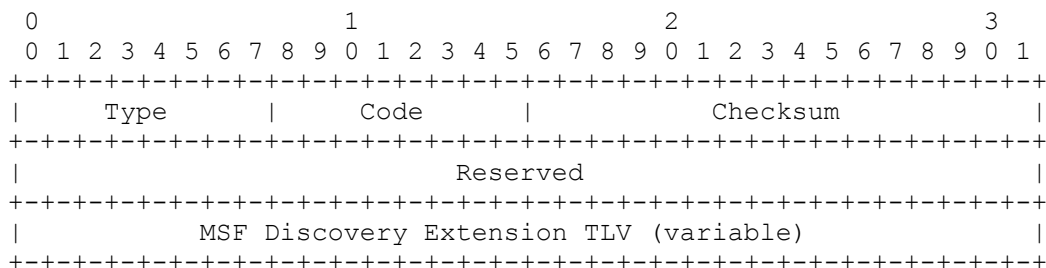 0                   1                   2                   3
 0 1 2 3 4 5 6 7 8 9 0 1 2 3 4 5 6 7 8 9 0 1 2 3 4 5 6 7 8 9 0 1
+-+-+-+-+-+-+-+-+-+-+-+-+-+-+-+-+-+-+-+-+-+-+-+-+-+-+-+-+-+-+-+-+
|     Type      |     Code      |           Checksum            |
+-+-+-+-+-+-+-+-+-+-+-+-+-+-+-+-+-+-+-+-+-+-+-+-+-+-+-+-+-+-+-+-+
|                           Reserved                            |
+-+-+-+-+-+-+-+-+-+-+-+-+-+-+-+-+-+-+-+-+-+-+-+-+-+-+-+-+-+-+-+-+
|           MSF Discovery Extension TLV (variable)              |
+-+-+-+-+-+-+-+-+-+-+-+-+-+-+-+-+-+-+-+-+-+-+-+-+-+-+-+-+-+-+-+-+